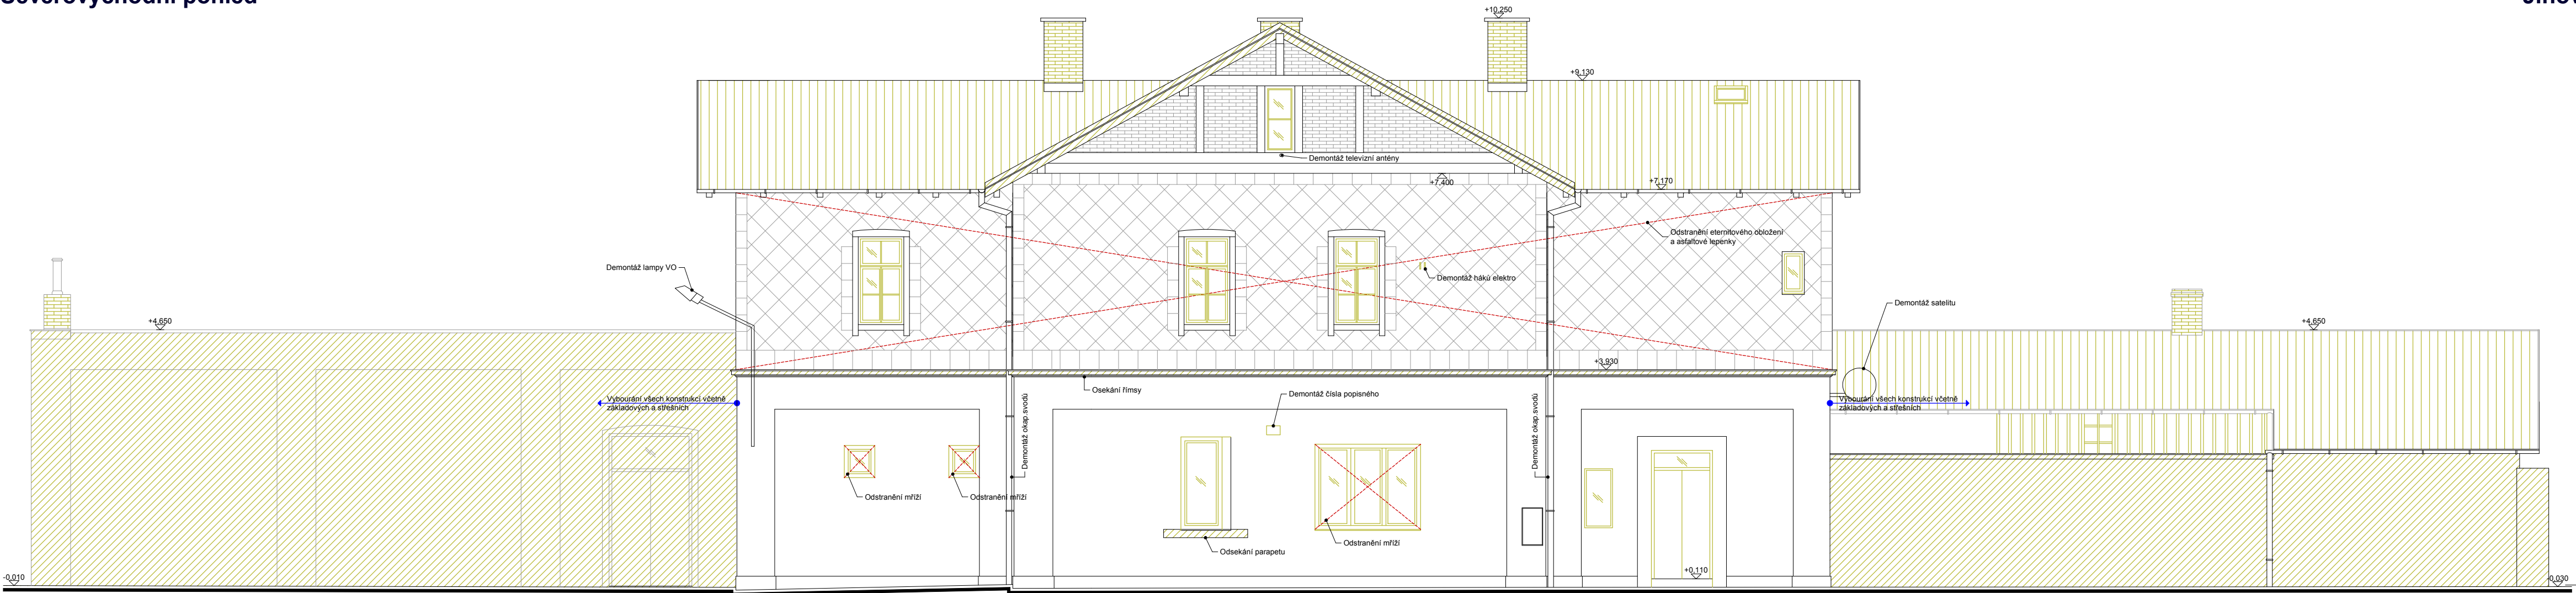 +10,250
+9,130
Demontáž televizní antény
+7,400
+7,170
Odstranění eternitového obložení
a asfaltové lepenky
Demontáž lampy VO
Demontáž háků elektro
Demontáž satelitu
+4,650
+4,650
+3,930
Osekání římsy
Demontáž čísla popisného
Vybourání všech konstrukcí včetně
základových a střešních
Demontáž okap.svodů
Demontáž okap.svodů
Vybourání všech konstrukcí včetně
základových a střešních
Odstranění mříží
Odstranění mříží
Odsekání parapetu
Odstranění mříží
-0,010
+0,110
-0,030